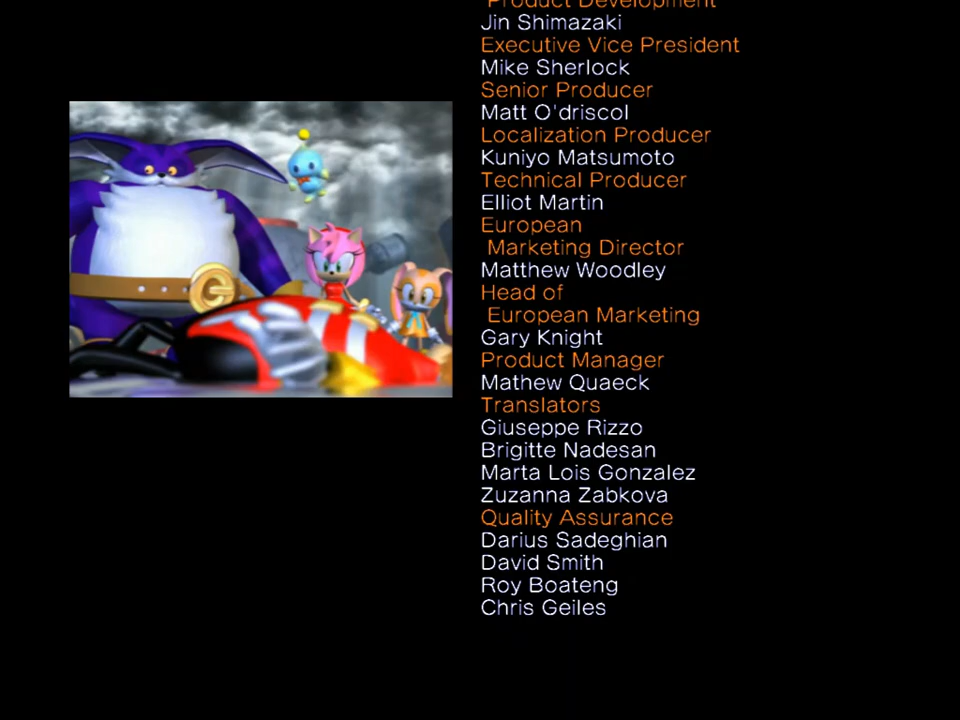 Product Development
Jin Shimazaki
Executive Vice President
Mike Sherlock
Senior Producer
Matt O'driscol
Localization Producer
Kuniyo Matsumoto
Technical Producer
Elliot Martin
European
Marketing Director
Matthew Woodley
Head of
European Marketing
Gary Knight
Product Manager
Mathew Quaeck
Translators
Giuseppe Rizzo
Brigitte Nadesan
Marta Lois Gonzalez
Zuzanna Zabkova
Quality Assurance
Darius Sadeghian
David Smith
Roy Boateng
Chris Geiles